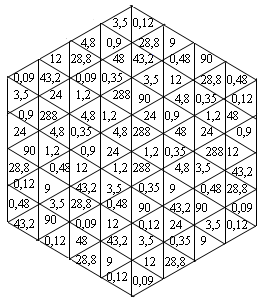 3,5 0,12
4,8 0,9 28,8 9
12 28,8 48 43,2 0,48 90
0,09 43,2 0,09 0,35 3,5 12 28,8 0,48
3,5 24 1,2 288 90 4,8 0,35 0,12
0,9 288 4,8 1,2 24 0,9 1,2 48
24 4,8 0,35 4,8 288 48 24 0,9
90 1,2 0,9 24 1,2 0,35 288 12
28,8 0,48 12 1,2 288 4,8 3,5 43,2
0,12 9 43,2 3,5 0,35 9 0,48 28,8
0,48 3,5 28,8 0,48 90 43,2 90 0,09
43,2 90 0,09 12 0,12 24 3,5 0,12
0,12 48 43,2 3,5 0,35 9
28,8 9 12 28,8
0,12 0,09